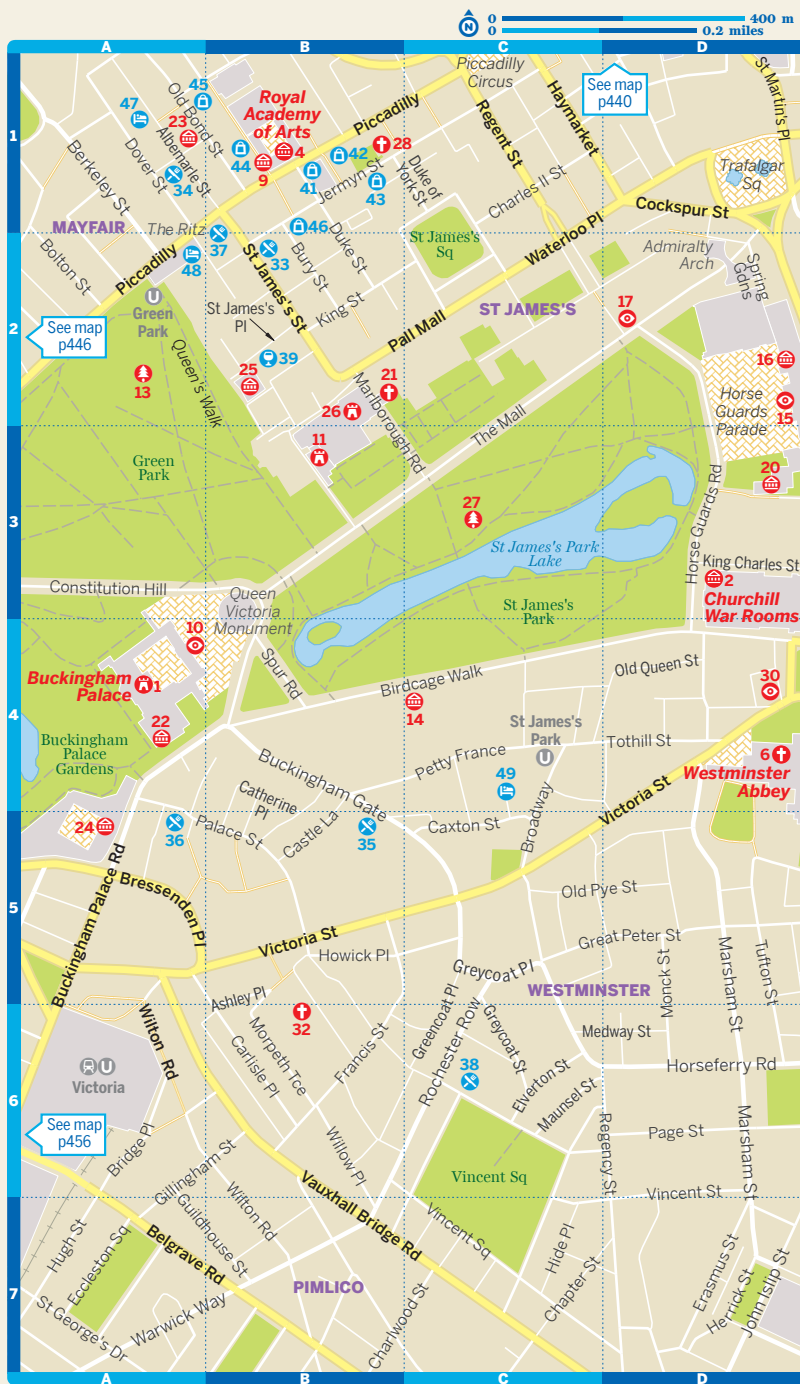 N
0 400 m
0 0.2 miles
A B C D
1
2
3
4
5
6
7
Piccadilly
Circus
See map
p440
St Martin's Pl
Haymarket
Regent St
47
45
Old Bond St
23
Royal
Academy
of Arts
Piccadilly
Albemarle St
Dover St
34
Berkeley St
44
9
4
42
28
41
43
Jermyn St
Duke of
York St
Charles II St
Trafalgar
Sq
Cockspur St
MAYFAIR
The Ritz
37
46
33
48
Duke St
Bury St
St James's
Sq
Waterloo Pl
Admiralty
Arch
Spring
Gdns
Bolton St
Piccadilly
St James's St
King St
Green
Park
St James's
Pl
Pall Mall
ST JAMES'S
17
See map
p446
39
25
Queen's Walk
13
21
26
Marlborough Rd
16
Horse
Guards
Parade
15
11
The Mall
Green
Park
20
27
Horse Guards Rd
St James's Park
Lake
King Charles St
2
Churchill
War Rooms
Constitution Hill
Queen
Victoria
Monument
St James's
Park
10
Buckingham
Palace
1
Spur Rd
Birdcage Walk
14
Old Queen St
30
22
Buckingham
Palace
Gardens
St James's
Park
Tothill St
6
Westminster
Abbey
Petty France
49
Buckingham Gate
Catherine
Pl
Castle La
Broadway
Victoria St
24
36
Palace St
35
Caxton St
Buckingham Palace Rd
Bressenden Pl
Old Pye St
Victoria St
Howick Pl
Great Peter St
Greycoat Pl
WESTMINSTER
Monck St
Marsham St
Tufton St
Ashley Pl
32
Wilton Rd
Morpeth Tce
Carlisle Pl
Francis St
Greencoat Pl
Rochester Row
Greycoat St
38
Medway St
Horseferry Rd
Victoria
Elverton St
Maunsel St
See map
p456
Bridge Pl
Gillingham St
Willow Pl
Regency St
Page St
Marsham St
Vincent Sq
Vincent St
Vauxhall Bridge Rd
Wilton Rd
Guildhouse St
Hugh St
Eccleston Sq
Belgrave Rd
Vincent Sq
Hide Pl
Chapter St
Erasmus St
Herrick St
John Islip St
PIMLICO
Warwick Way
St George's Dr
Charlwood St
A B C D